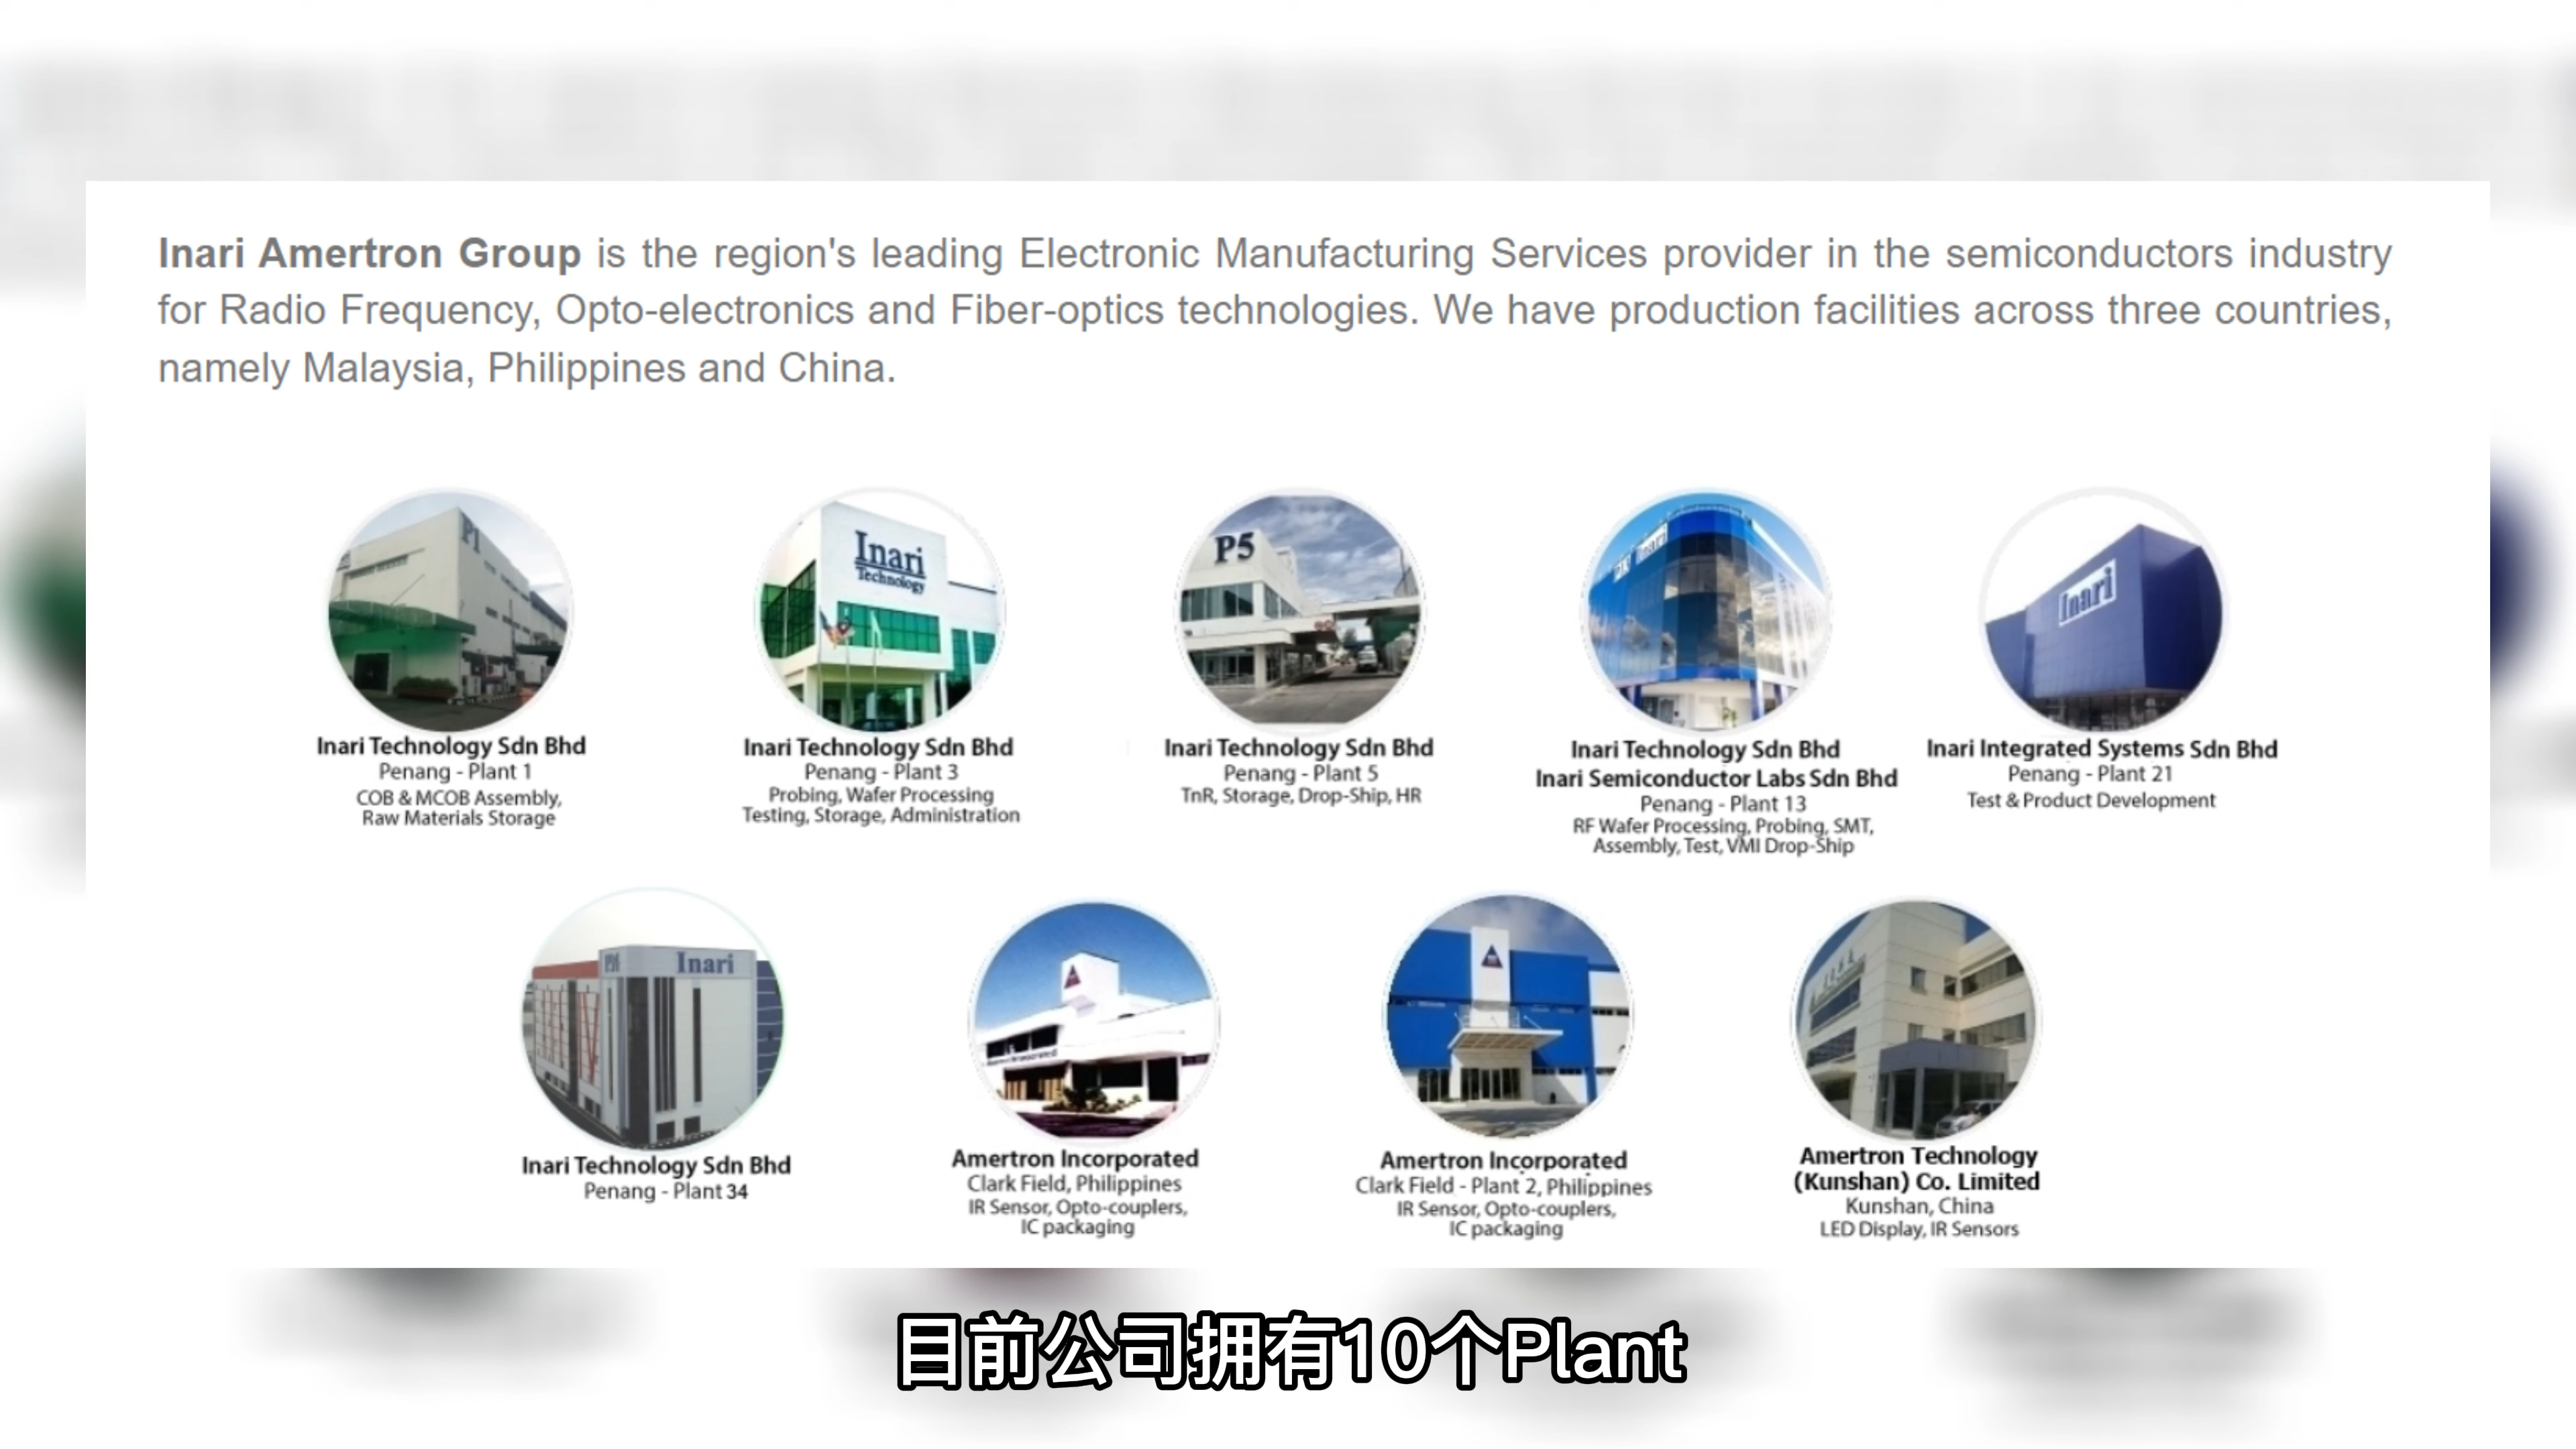 Inari Amertron Group is the region's leading Electronic Manufacturing Services provider in the semiconductors industry
for Radio Frequency, Opto-electronics and Fiber-optics technologies. We have production facilities across three countries,
namely Malaysia, Philippines and China.
P1
Inari Technology Sdn Bhd
Penang - Plant 1
COB & MCOB Assembly,
Raw Materials Storage
Inari
Technology
Inari Technology Sdn Bhd
Penang - Plant 3
Probing, Wafer Processing
Testing, Storage, Administration
P5
Inari Technology Sdn Bhd
Penang - Plant 5
TnR, Storage, Drop-Ship, HR
Inari
Inari Technology Sdn Bhd
Inari Semiconductor Labs Sdn Bhd
Penang - Plant 13
RF Wafer Processing, Probing, SMT,
Assembly, Test, VMI Drop-Ship
Inari
Inari Integrated Systems Sdn Bhd
Penang - Plant 21
Test & Product Development
Inari
Inari Technology Sdn Bhd
Penang - Plant 34
Amertron Incorporated
Clark Field, Philippines
IR Sensor, Opto-couplers,
IC packaging
Amertron Incorporated
Clark Field - Plant 2, Philippines
IR Sensor, Opto-couplers,
IC packaging
Amertron Technology
(Kunshan) Co. Limited
Kunshan, China
LED Display, IR Sensors
目前公司拥有10个Plant